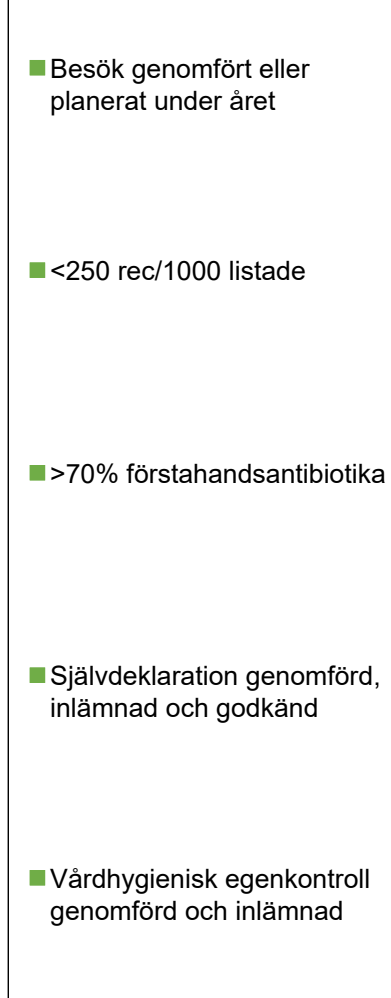 Besök genomfört eller
planerat under året
<250 rec/1000 listade
>70% förstahandsantibiotika
Självdeklaration genomförd,
inlämnad och godkänd
Vårdhygienisk egenkontroll
genomförd och inlämnad